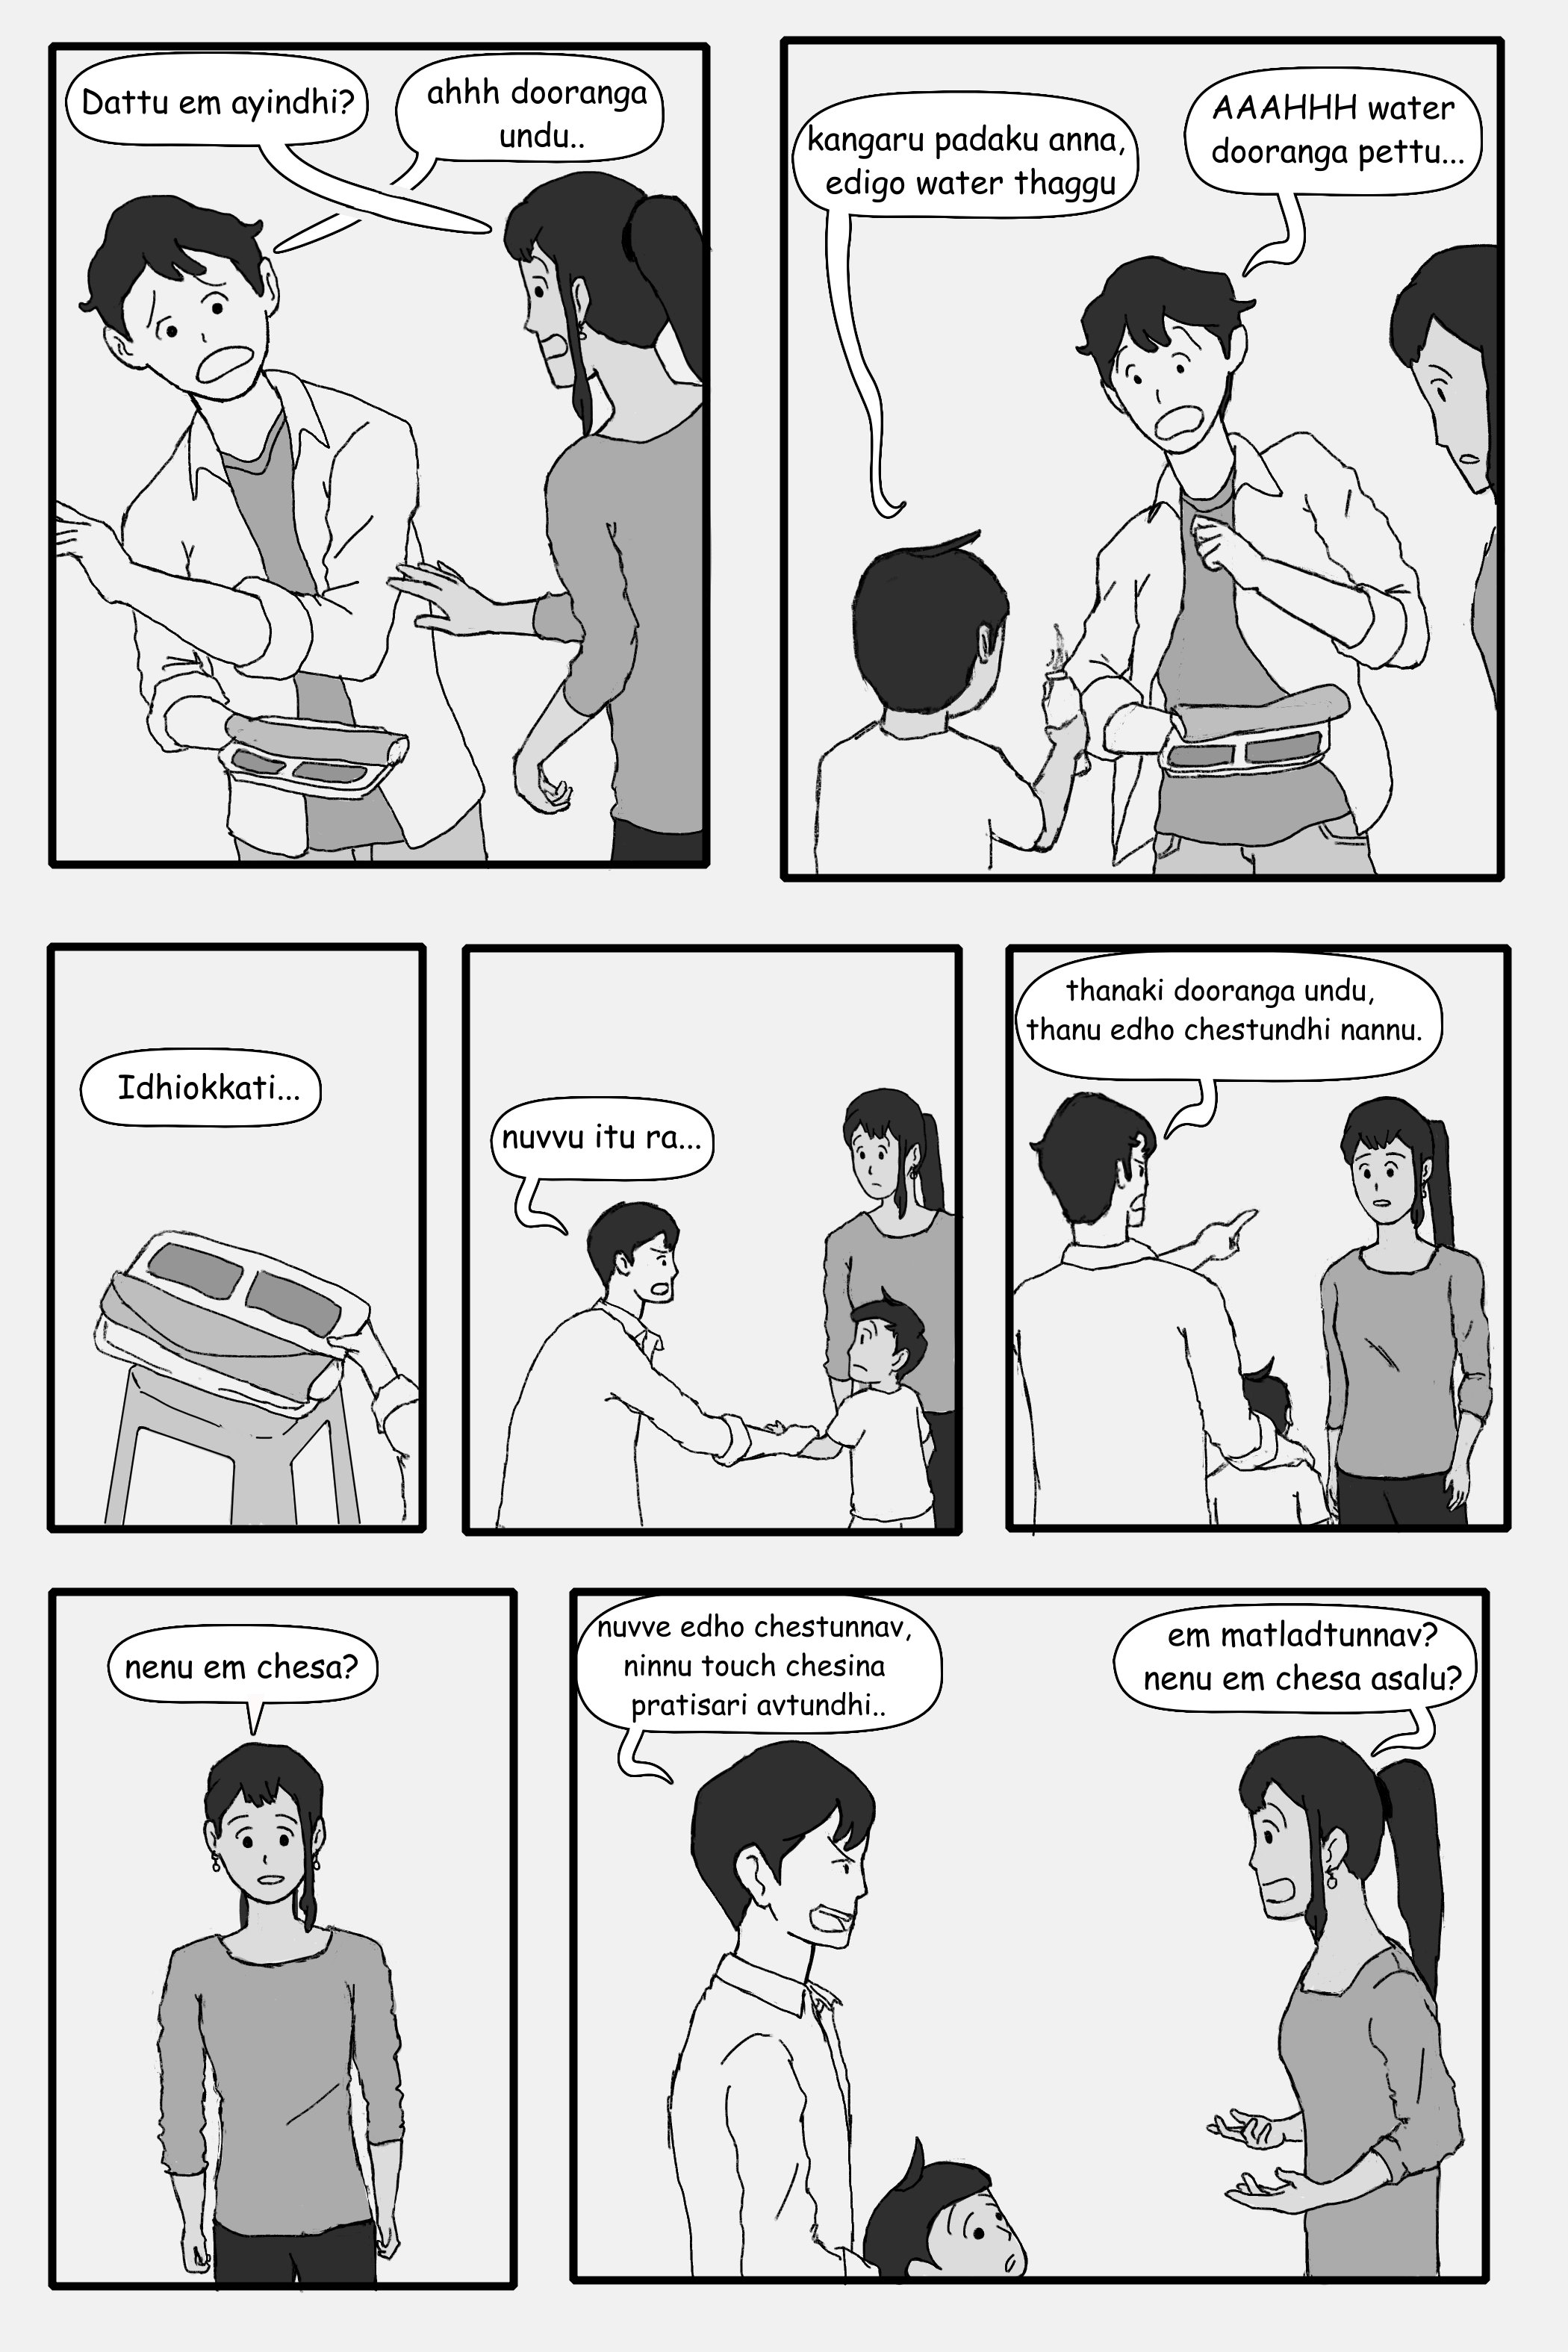 Dattu em ayindhi?
ahhh dooranga
undu..
kangaru padaku anna,
edigo water thaggu
AAAHHH water
dooranga pettu...
Idhiokkati...
nuvvu itu ra...
thanaki dooranga undu,
thanu edho chestundhi nannu.
nenu em chesa?
nuvve edho chestunnav,
ninnu touch chesina
pratisari avtundhi..
em matladtunnav?
nenu em chesa asalu?